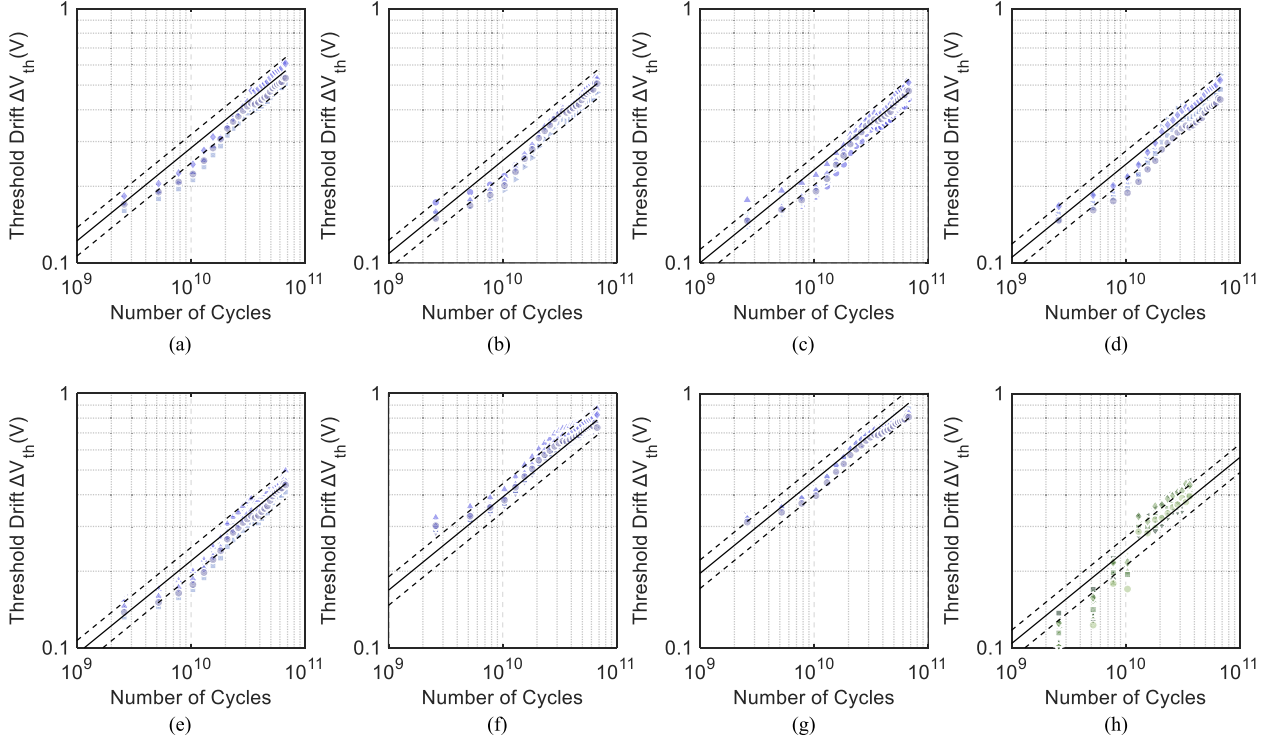 1
0.1
Threshold Drift ΔV_th(V)
10^9
10^10
10^11
Number of Cycles
(a)
1
0.1
Threshold Drift ΔV_th(V)
10^9
10^10
10^11
Number of Cycles
(b)
1
0.1
Threshold Drift ΔV_th(V)
10^9
10^10
10^11
Number of Cycles
(c)
1
0.1
Threshold Drift ΔV_th(V)
10^9
10^10
10^11
Number of Cycles
(d)
1
0.1
Threshold Drift ΔV_th(V)
10^9
10^10
10^11
Number of Cycles
(e)
1
0.1
Threshold Drift ΔV_th(V)
10^9
10^10
10^11
Number of Cycles
(f)
1
0.1
Threshold Drift ΔV_th(V)
10^9
10^10
10^11
Number of Cycles
(g)
1
0.1
Threshold Drift ΔV_th(V)
10^9
10^10
10^11
Number of Cycles
(h)